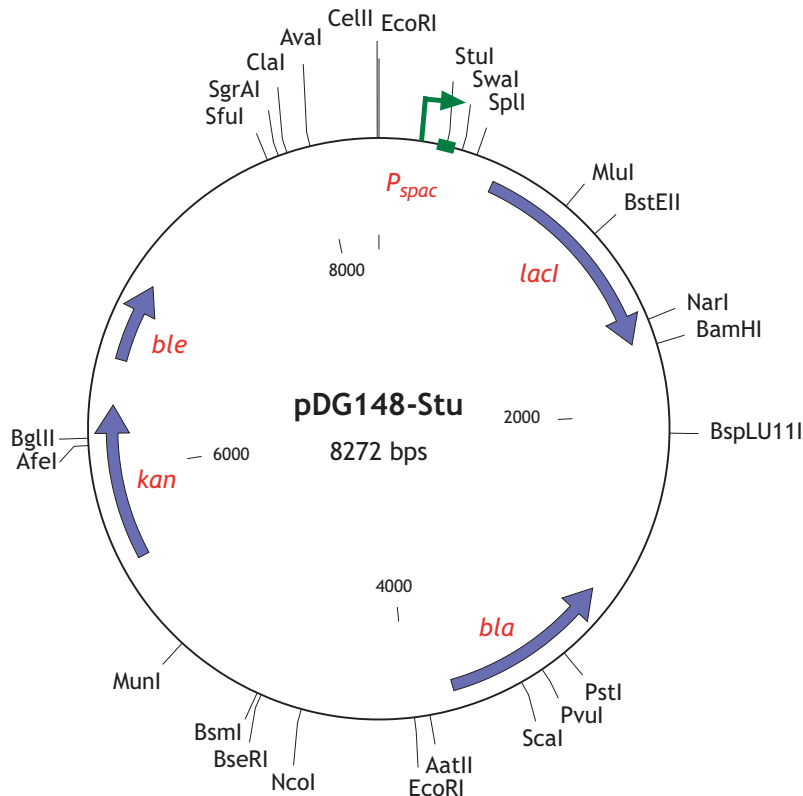 CelII
EcoRI
AvaI
StuI
ClaI
SwaI
SgrAI
SplI
SfuI
P_spac
MluI
BstEII
lacI
8000
NarI
BamHI
ble
pDG148-Stu
2000
BspLU11I
8272 bps
BglII
AfeI
6000
kan
4000
bla
MunI
PstI
PvuI
BsmI
ScaI
BseRI
AatII
NcoI
EcoRI